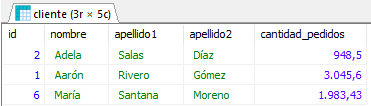 cliente (3r × 5c)
id nombre apellido1 apellido2 cantidad_pedidos
2 Adela Salas Díaz 948,5
1 Aarón Rivero Gómez 3.045,6
6 María Santana Moreno 1.983,43